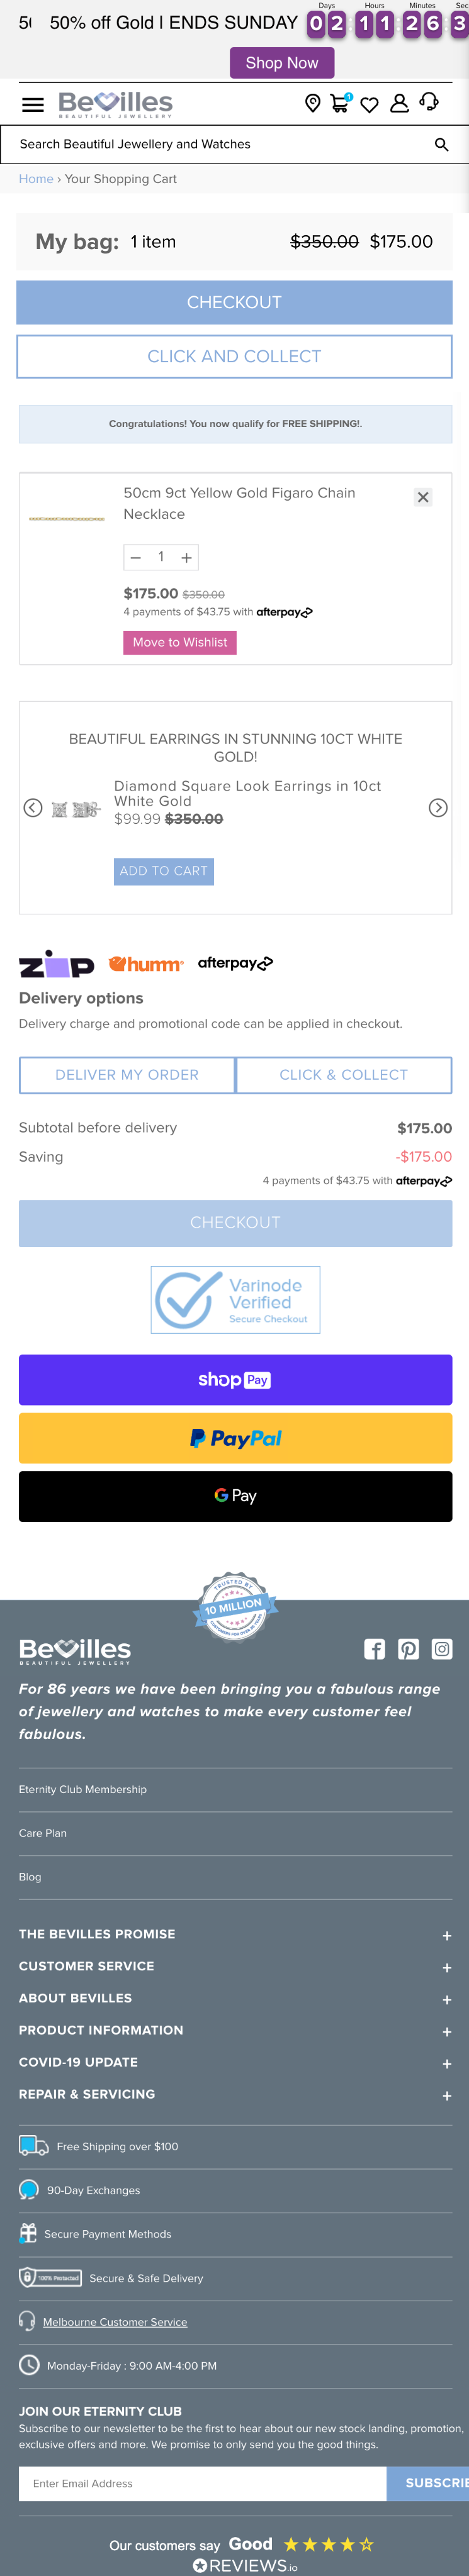 50% off Gold I ENDS SUNDAY
Days Hours Minutes Sec
0 2 : 1 1 : 2 6 : 3
Shop Now
Bevilles
BEAUTIFUL JEWELLERY
1
Search Beautiful Jewellery and Watches
Home › Your Shopping Cart
My bag: 1 item $350.00 $175.00
CHECKOUT
CLICK AND COLLECT
Congratulations! You now qualify for FREE SHIPPING!.
50cm 9ct Yellow Gold Figaro Chain
Necklace
− 1 +
$175.00 $350.00
4 payments of $43.75 with afterpay
Move to Wishlist
BEAUTIFUL EARRINGS IN STUNNING 10CT WHITE
GOLD!
Diamond Square Look Earrings in 10ct
White Gold
$99.99 $350.00
ADD TO CART
ZIP humm afterpay
Delivery options
Delivery charge and promotional code can be applied in checkout.
DELIVER MY ORDER CLICK & COLLECT
Subtotal before delivery $175.00
Saving -$175.00
4 payments of $43.75 with afterpay
CHECKOUT
Varinode
Verified
Secure Checkout
shop Pay
PayPal
G Pay
TRUSTED BY
10 MILLION
CUSTOMERS FOR OVER 86 YEARS
Bevilles
BEAUTIFUL JEWELLERY
For 86 years we have been bringing you a fabulous range
of jewellery and watches to make every customer feel
fabulous.
Eternity Club Membership
Care Plan
Blog
THE BEVILLES PROMISE +
CUSTOMER SERVICE +
ABOUT BEVILLES +
PRODUCT INFORMATION +
COVID-19 UPDATE +
REPAIR & SERVICING +
Free Shipping over $100
90-Day Exchanges
Secure Payment Methods
100% Protected Secure & Safe Delivery
Melbourne Customer Service
Monday-Friday : 9:00 AM-4:00 PM
JOIN OUR ETERNITY CLUB
Subscribe to our newsletter to be the first to hear about our new stock landing, promotion,
exclusive offers and more. We promise to only send you the good things.
Enter Email Address SUBSCRIE
Our customers say Good
REVIEWS.io